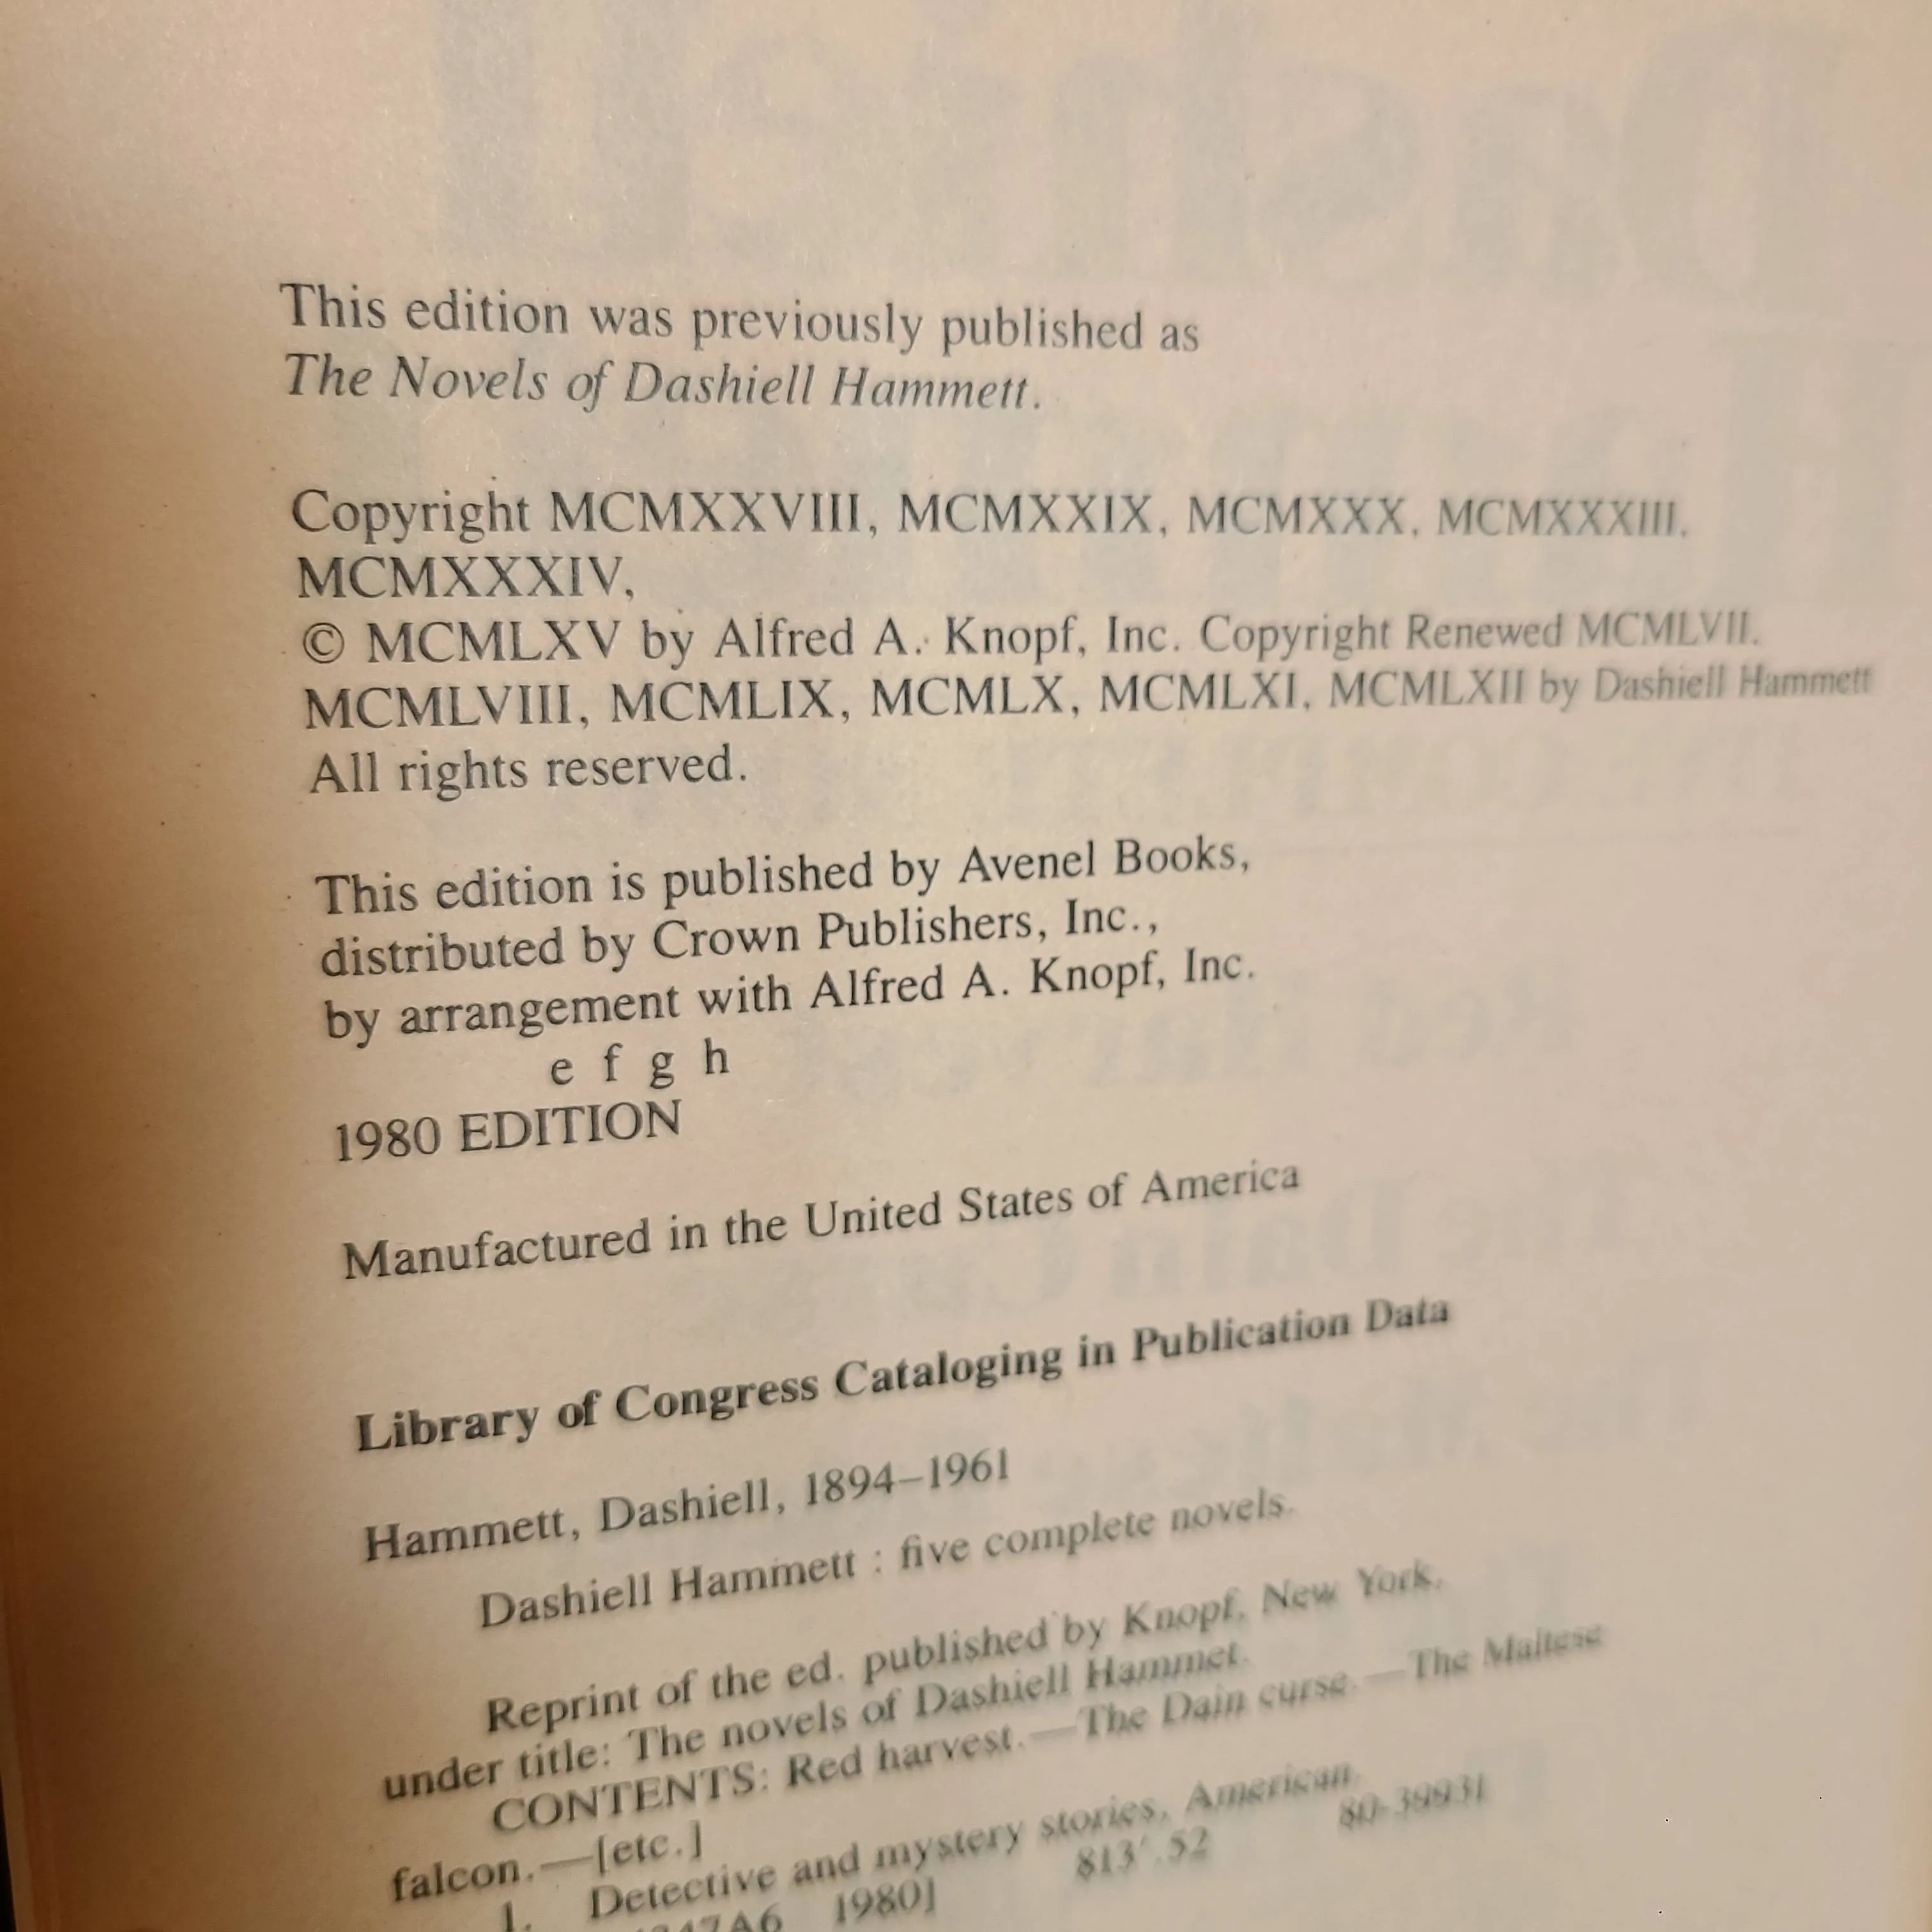 This edition was previously published as
The Novels of Dashiell Hammett.
Copyright MCMXXVIII, MCMXXIX, MCMXXX, MCMXXXIII,
MCMXXXIV,
© MCMLXV by Alfred A. Knopf, Inc. Copyright Renewed MCMLVII,
MCMLVIII, MCMLIX, MCMLX, MCMLXI, MCMLXII by Dashiell Hammett
All rights reserved.
This edition is published by Avenel Books,
distributed by Crown Publishers, Inc.,
by arrangement with Alfred A. Knopf, Inc.
e f g h
1980 EDITION
Manufactured in the United States of America
Library of Congress Cataloging in Publication Data
Hammett, Dashiell, 1894–1961
Dashiell Hammett : five complete novels.
Reprint of the ed. published by Knopf, New York,
under title: The novels of Dashiell Hammet.
CONTENTS: Red harvest.—The Dain curse.—The Maltese
falcon.—[etc.]
1. Detective and mystery stories, American.
1980] 813'.52 80-39931